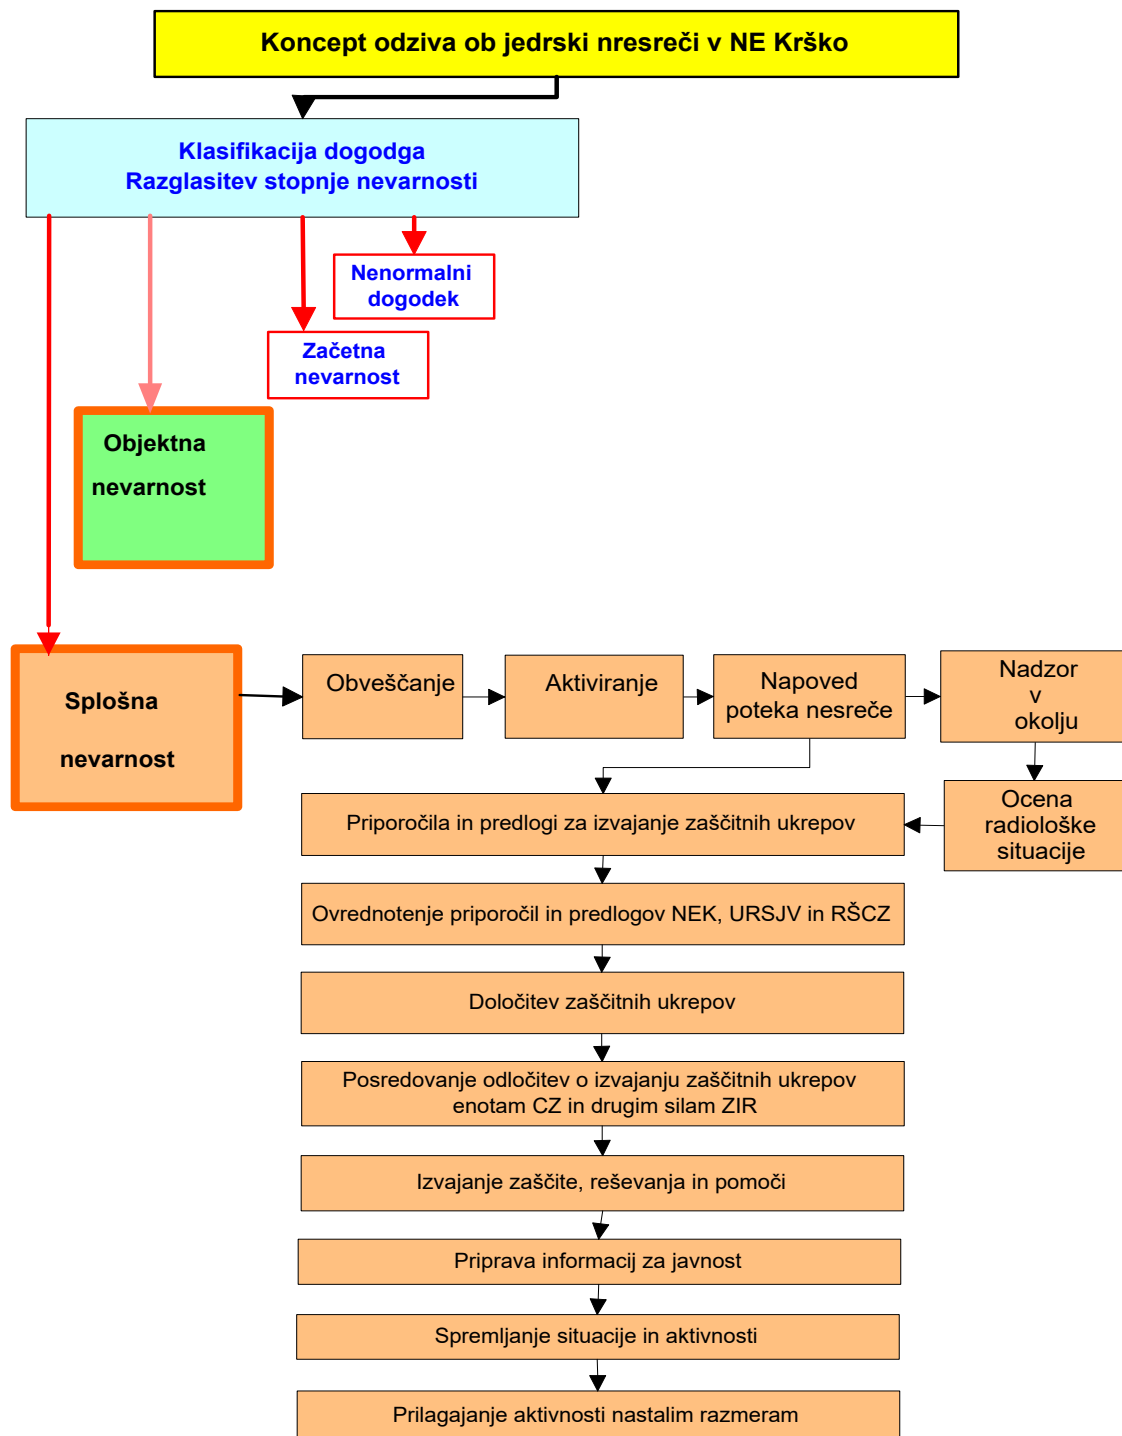 Koncept odziva ob jedrski nresreči v NE Krško
Klasifikacija dogodga
Razglasitev stopnje nevarnosti
Nenormalni
dogodek
Začetna
nevarnost
Objektna
nevarnost
Splošna
nevarnost
Obveščanje
Aktiviranje
Napoved
poteka nesreče
Nadzor
v
okolju
Ocena
radiološke
situacije
Priporočila in predlogi za izvajanje zaščitnih ukrepov
Ovrednotenje priporočil in predlogov NEK, URSJV in RŠCZ
Določitev zaščitnih ukrepov
Posredovanje odločitev o izvajanju zaščitnih ukrepov
enotam CZ in drugim silam ZIR
Izvajanje zaščite, reševanja in pomoči
Priprava informacij za javnost
Spremljanje situacije in aktivnosti
Prilagajanje aktivnosti nastalim razmeram